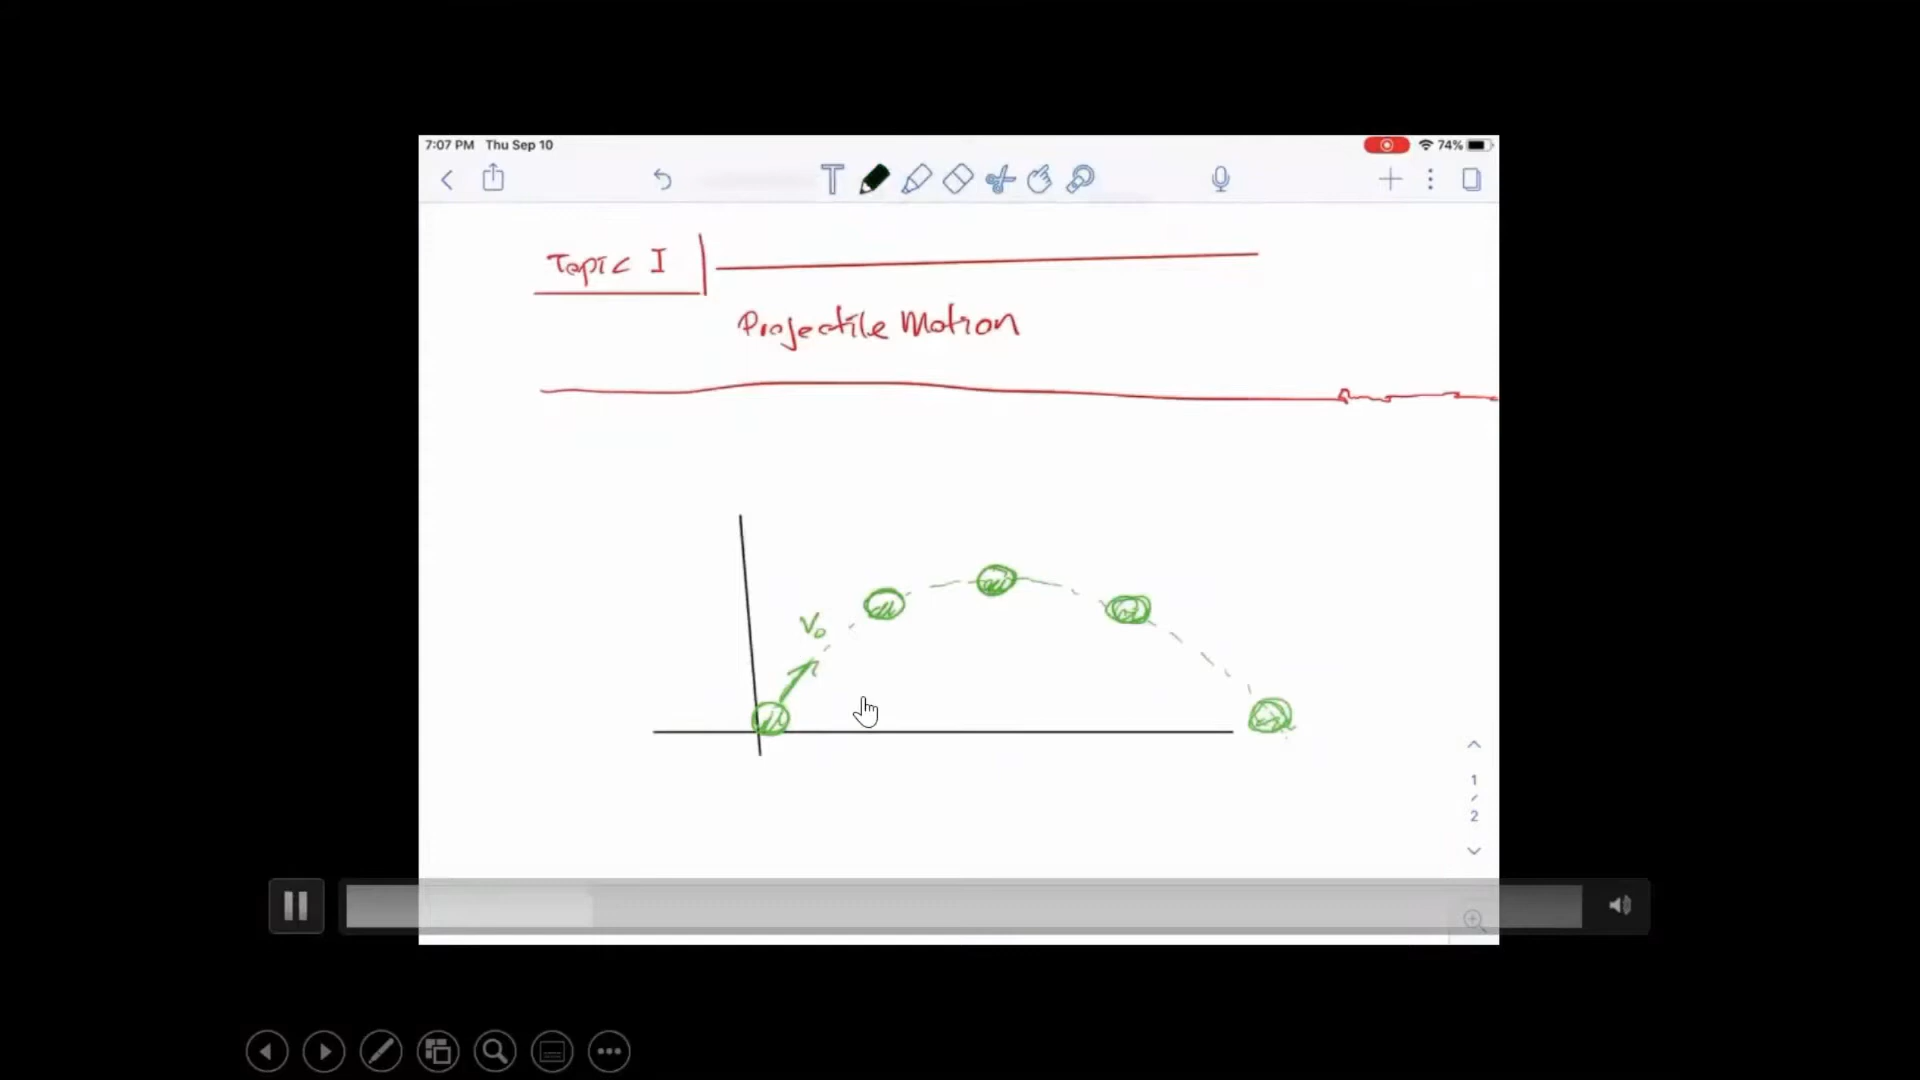 7:07 PM Thu Sep 10
74%
T
Topic I
Projectile Motion
V₀
1
/
2